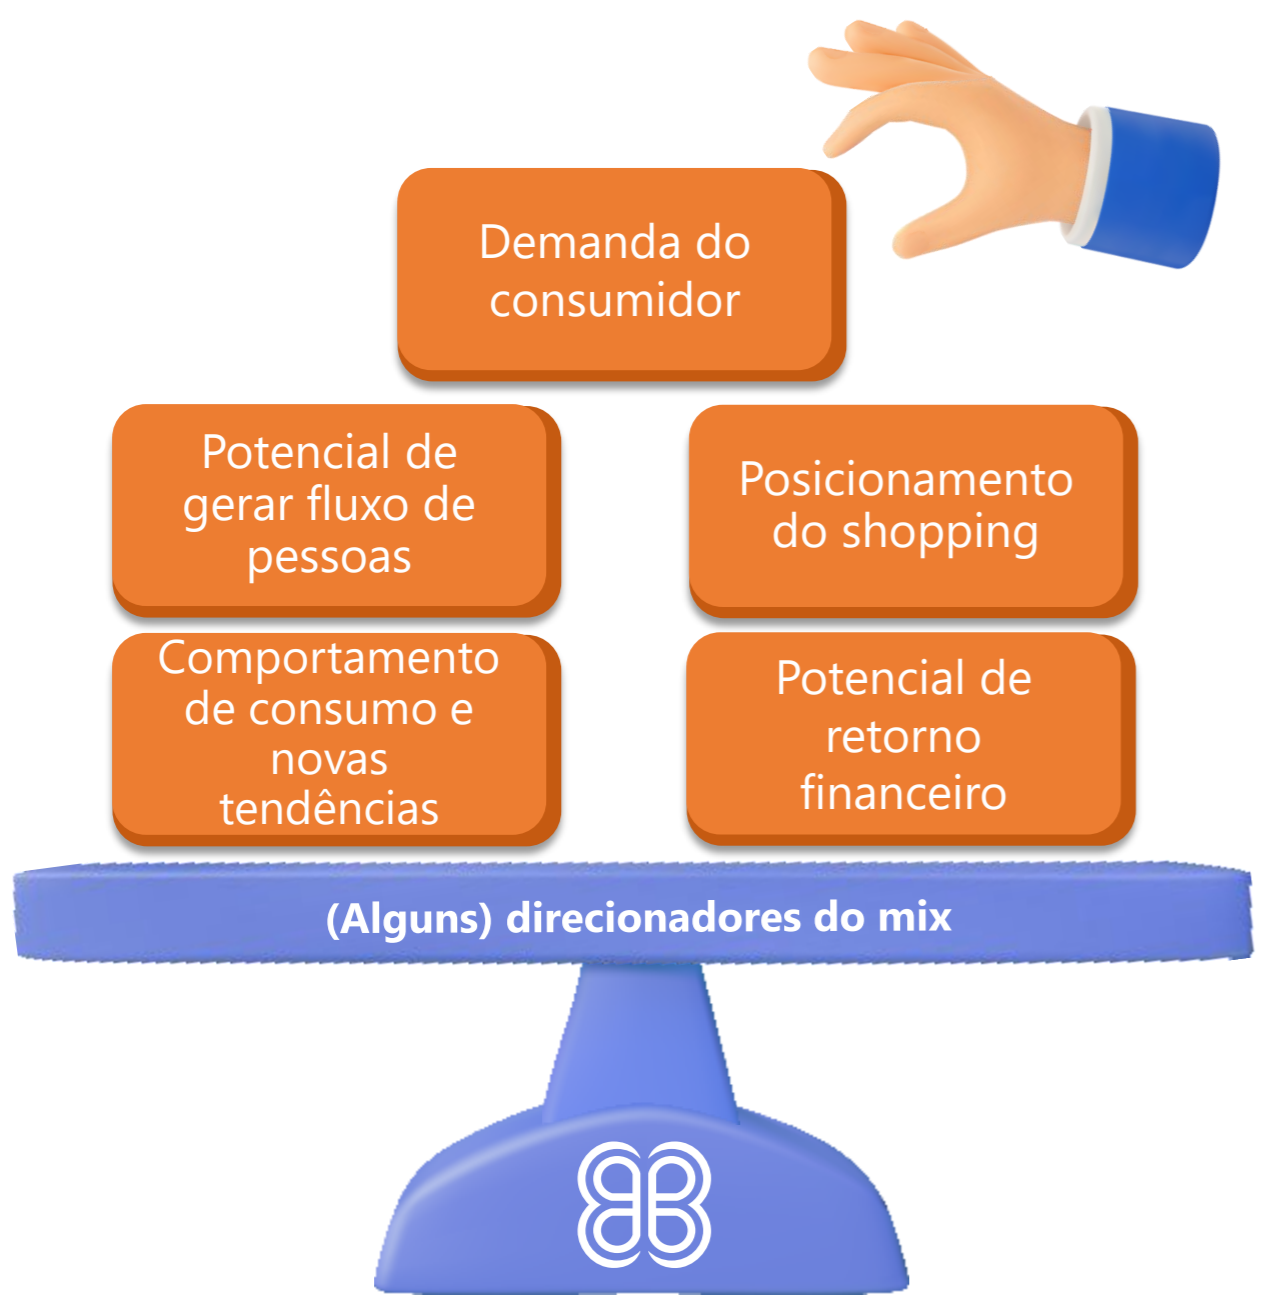 Demanda do
consumidor
Potencial de
gerar fluxo de
pessoas
Posicionamento
do shopping
Comportamento
de consumo e
novas
tendências
Potencial de
retorno
financeiro
(Alguns) direcionadores do mix